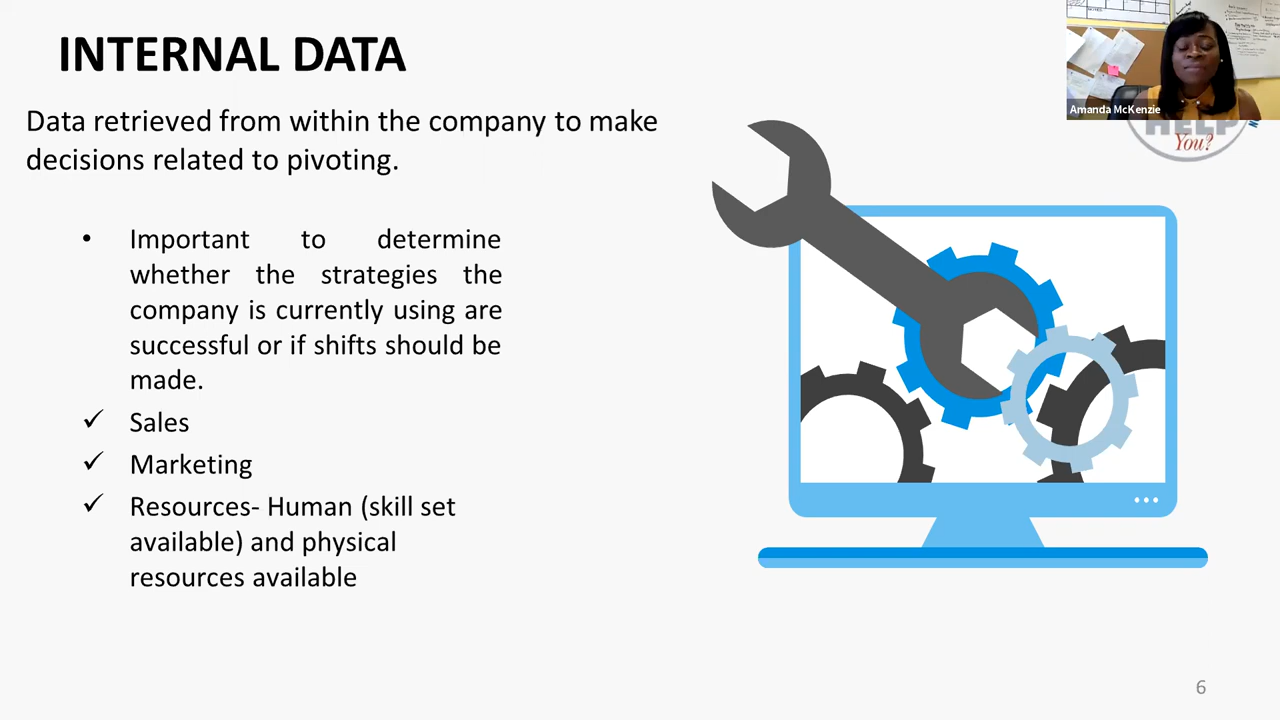 INTERNAL DATA
Data retrieved from within the company to make
decisions related to pivoting.
• Important to determine
whether the strategies the
company is currently using are
successful or if shifts should be
made.
✓ Sales
✓ Marketing
✓ Resources- Human (skill set
available) and physical
resources available
Amanda McKenzie
HELP
You?
6